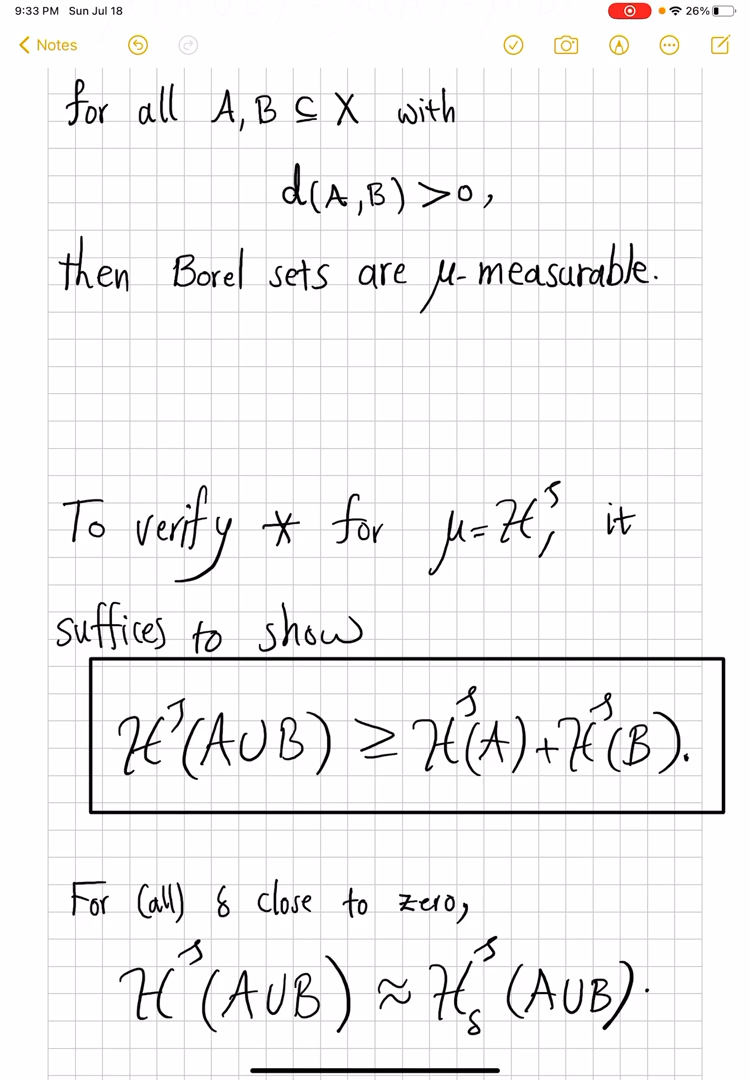 9:33 PM Sun Jul 18 26%
Notes
for all A, B ⊆ X with
d(A, B) > 0,
then Borel sets are μ-measurable.
To verify * for μ = ℋˢ, it
suffices to show
ℋˢ(A∪B) ≥ ℋˢ(A) + ℋˢ(B).
For (all) δ close to zero,
ℋˢ(A∪B) ≈ ℋˢ_δ(A∪B).